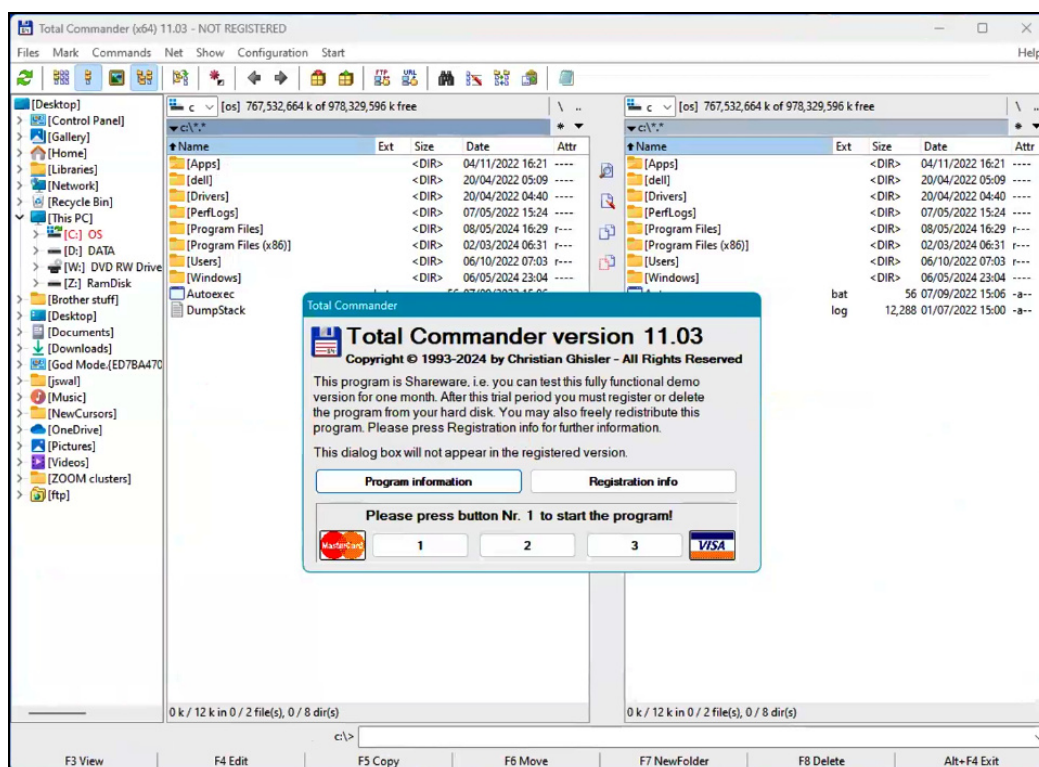 Total Commander (x64) 11.03 - NOT REGISTERED
Files Mark Commands Net Show Configuration Start Help
FTP URL
[Desktop]
[Control Panel]
[Gallery]
[Home]
[Libraries]
[Network]
[Recycle Bin]
[This PC]
[C:] OS
[D:] DATA
[W:] DVD RW Drive
[Z:] RamDisk
[Brother stuff]
[Desktop]
[Documents]
[Downloads]
[God Mode.{ED7BA470
[jswal]
[Music]
[NewCursors]
[OneDrive]
[Pictures]
[Videos]
[ZOOM clusters]
[ftp]
c [os] 767,532,664 k of 978,329,596 k free \ ..
c:\*.* * ▼
Name Ext Size Date Attr
[Apps] <DIR> 04/11/2022 16:21 ----
[dell] <DIR> 20/04/2022 05:09 ----
[Drivers] <DIR> 20/04/2022 04:40 ----
[PerfLogs] <DIR> 07/05/2022 15:24 ----
[Program Files] <DIR> 08/05/2024 16:29 r---
[Program Files (x86)] <DIR> 02/03/2024 06:31 r---
[Users] <DIR> 06/10/2022 07:03 r---
[Windows] <DIR> 06/05/2024 23:04 ----
Autoexec
DumpStack
0 k / 12 k in 0 / 2 file(s), 0 / 8 dir(s)
c [os] 767,532,664 k of 978,329,596 k free \ ..
c:\*.* * ▼
Name Ext Size Date Attr
[Apps] <DIR> 04/11/2022 16:21 ----
[dell] <DIR> 20/04/2022 05:09 ----
[Drivers] <DIR> 20/04/2022 04:40 ----
[PerfLogs] <DIR> 07/05/2022 15:24 ----
[Program Files] <DIR> 08/05/2024 16:29 r---
[Program Files (x86)] <DIR> 02/03/2024 06:31 r---
[Users] <DIR> 06/10/2022 07:03 r---
[Windows] <DIR> 06/05/2024 23:04 ----
bat 56 07/09/2022 15:06 -a--
log 12,288 01/07/2022 15:00 -a--
0 k / 12 k in 0 / 2 file(s), 0 / 8 dir(s)
Total Commander
Total Commander version 11.03
Copyright © 1993-2024 by Christian Ghisler - All Rights Reserved
This program is Shareware, i.e. you can test this fully functional demo
version for one month. After this trial period you must register or delete
the program from your hard disk. You may also freely redistribute this
program. Please press Registration info for further information.
This dialog box will not appear in the registered version.
Program information Registration info
Please press button Nr. 1 to start the program!
MasterCard 1 2 3 VISA
c:\>
F3 View F4 Edit F5 Copy F6 Move F7 NewFolder F8 Delete Alt+F4 Exit